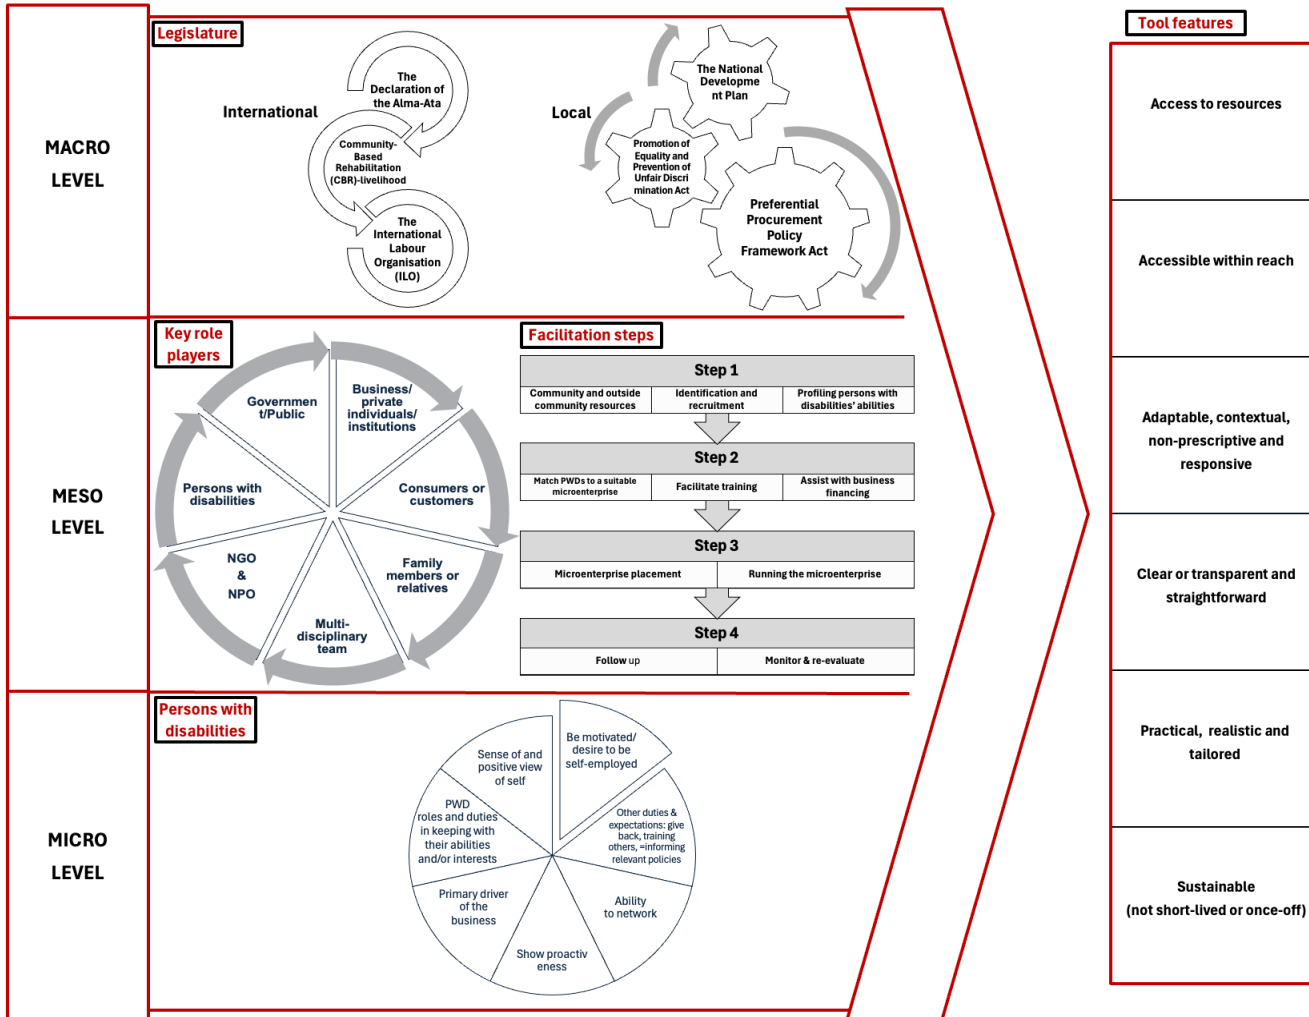 MACRO
LEVEL
Legislature
International
The
Declaration of
the Alma-Ata
Community-
Based
Rehabilitation
(CBR)-livelihood
The
International
Labour
Organisation
(ILO)
Local
The National
Developme
nt Plan
Promotion of
Equality and
Prevention of
Unfair Discri
mination Act
Preferential
Procurement
Policy
Framework Act
MESO
LEVEL
Key role
players
Governmen
t/Public
Business/
private
individuals/
institutions
Consumers or
customers
Family
members or
relatives
Multi-
disciplinary
team
NGO
&
NPO
Persons with
disabilities
Facilitation steps
Step 1
Community and outside
community resources
Identification and
recruitment
Profiling persons with
disabilities' abilities
Step 2
Match PWDs to a suitable
microenterprise
Facilitate training
Assist with business
financing
Step 3
Microenterprise placement
Running the microenterprise
Step 4
Follow up
Monitor & re-evaluate
MICRO
LEVEL
Persons with
disabilities
Be motivated/
desire to be
self-employed
Other duties &
expectations: give
back, training
others, =informing
relevant policies
Ability
to network
Show proactiv
eness
Primary driver
of the
business
PWD
roles and duties
in keeping with
their abilities
and/or interests
Sense of and
positive view
of self
Tool features
Access to resources
Accessible within reach
Adaptable, contextual,
non-prescriptive and
responsive
Clear or transparent and
straightforward
Practical, realistic and
tailored
Sustainable
(not short-lived or once-off)